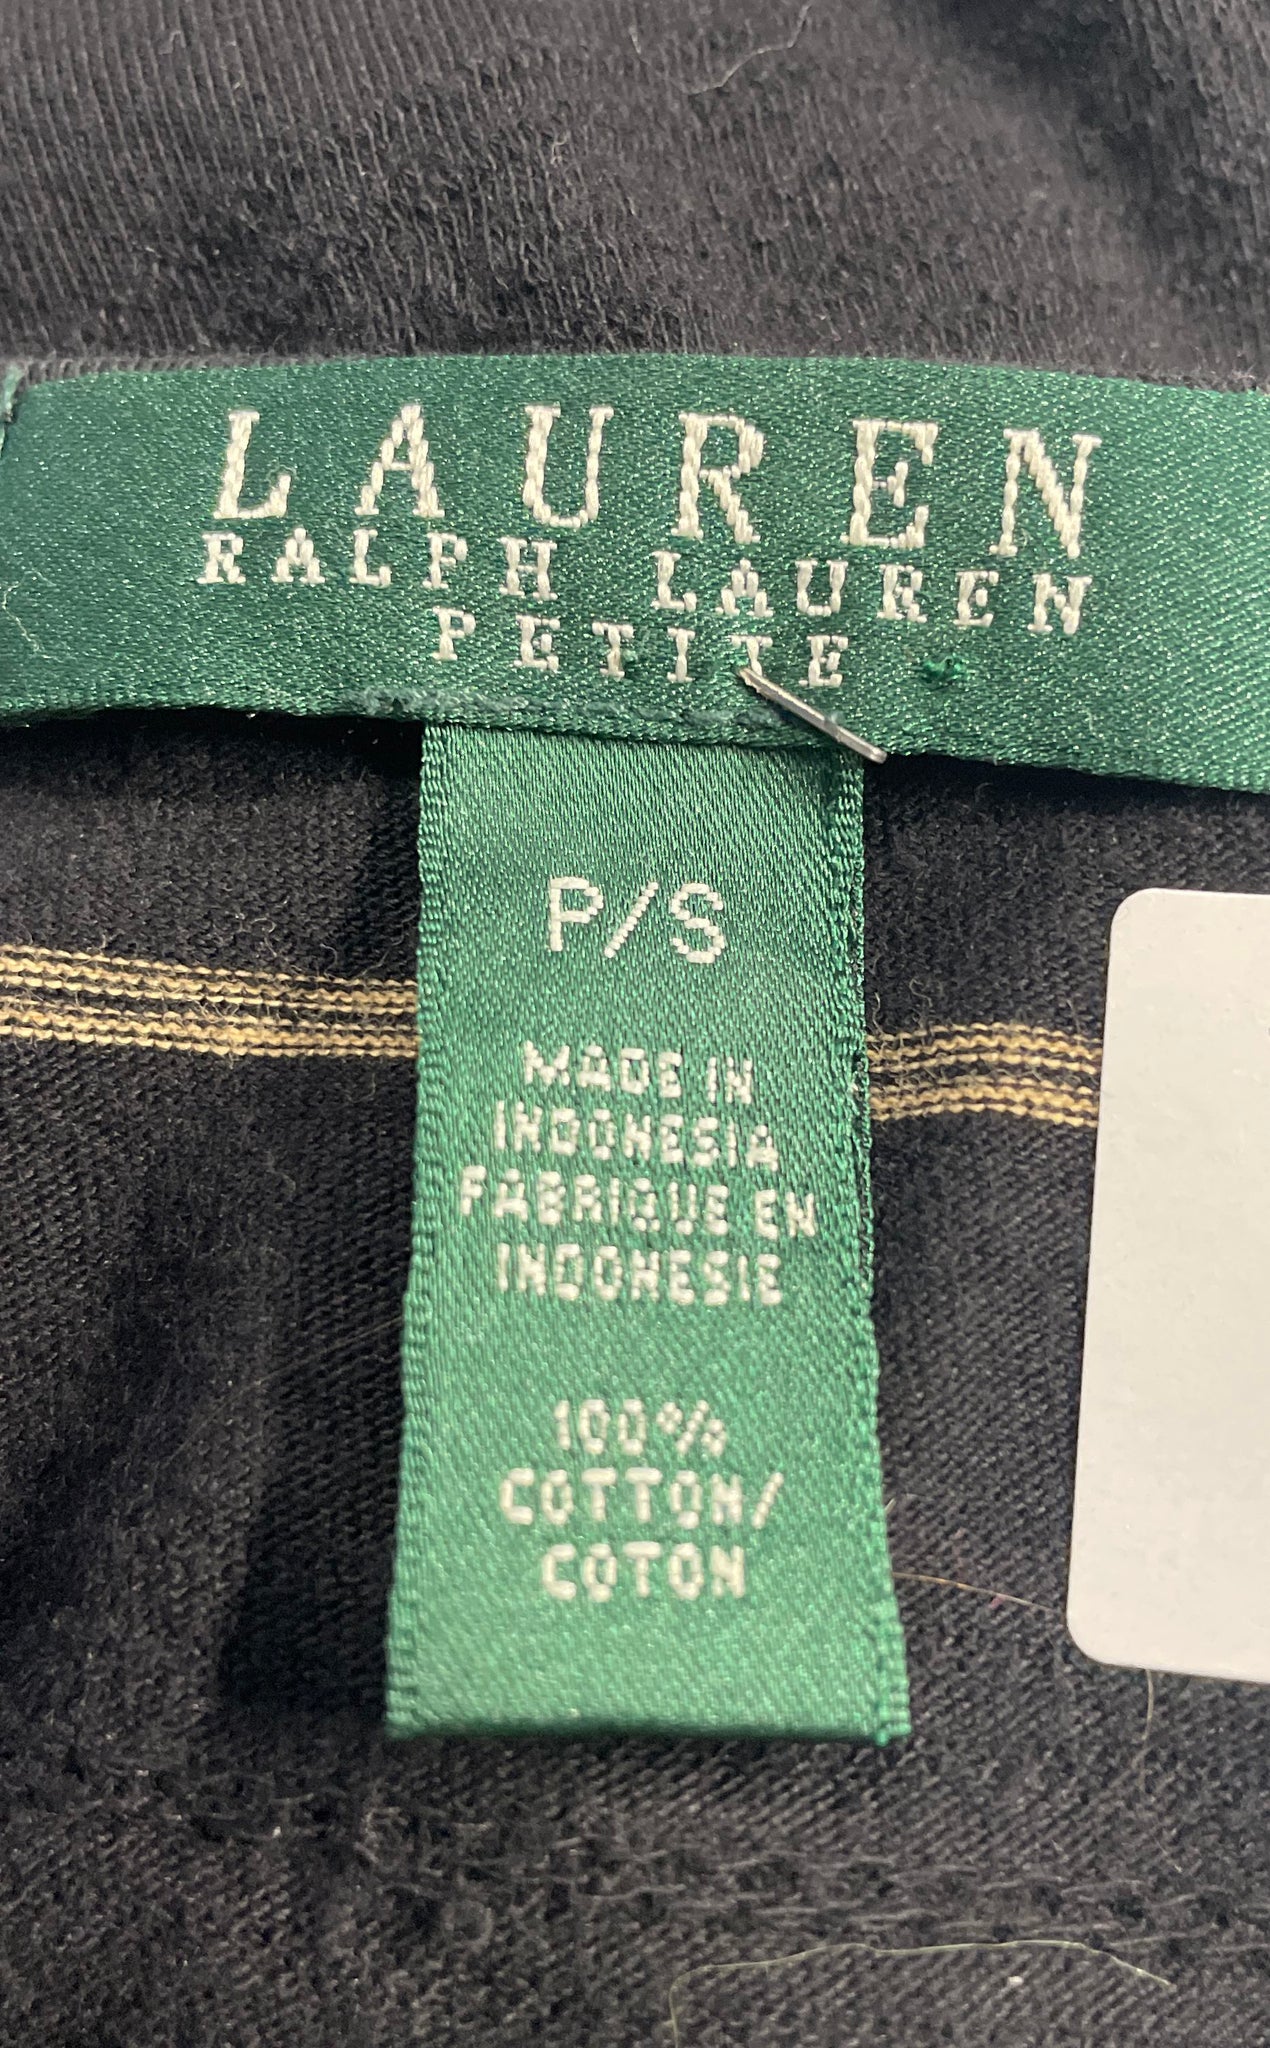 LAUREN
RALPH LAUREN
PETITE
P/S
MADE IN
INDONESIA
FABRIQUE EN
INDONESIE
100%
COTTON/
COTON